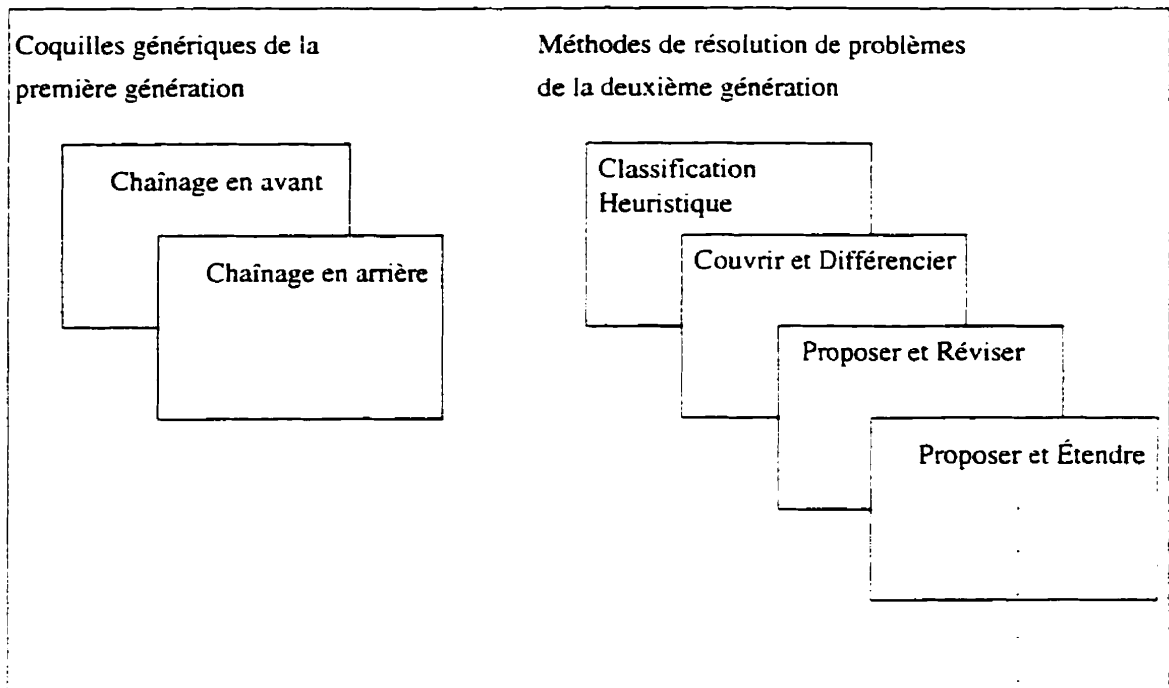 Coquilles génériques de la
première génération
Méthodes de résolution de problèmes
de la deuxième génération
Chaînage en avant
Chaînage en arrière
Classification
Heuristique
Couvrir et Différencier
Proposer et Réviser
Proposer et Étendre